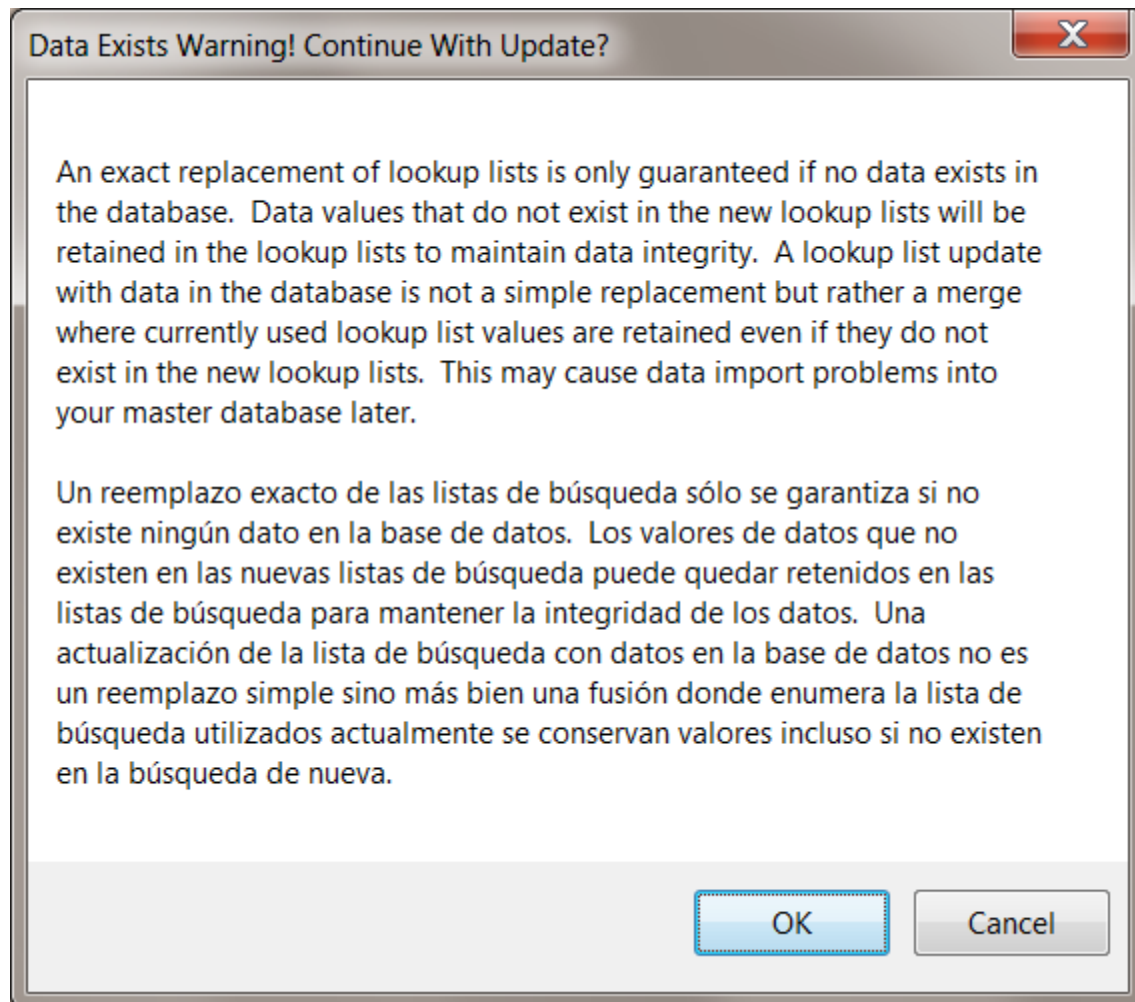 Data Exists Warning! Continue With Update?
X
An exact replacement of lookup lists is only guaranteed if no data exists in
the database.  Data values that do not exist in the new lookup lists will be
retained in the lookup lists to maintain data integrity.  A lookup list update
with data in the database is not a simple replacement but rather a merge
where currently used lookup list values are retained even if they do not
exist in the new lookup lists.  This may cause data import problems into
your master database later.
Un reemplazo exacto de las listas de búsqueda sólo se garantiza si no
existe ningún dato en la base de datos.  Los valores de datos que no
existen en las nuevas listas de búsqueda puede quedar retenidos en las
listas de búsqueda para mantener la integridad de los datos.  Una
actualización de la lista de búsqueda con datos en la base de datos no es
un reemplazo simple sino más bien una fusión donde enumera la lista de
búsqueda utilizados actualmente se conservan valores incluso si no existen
en la búsqueda de nueva.
OK Cancel